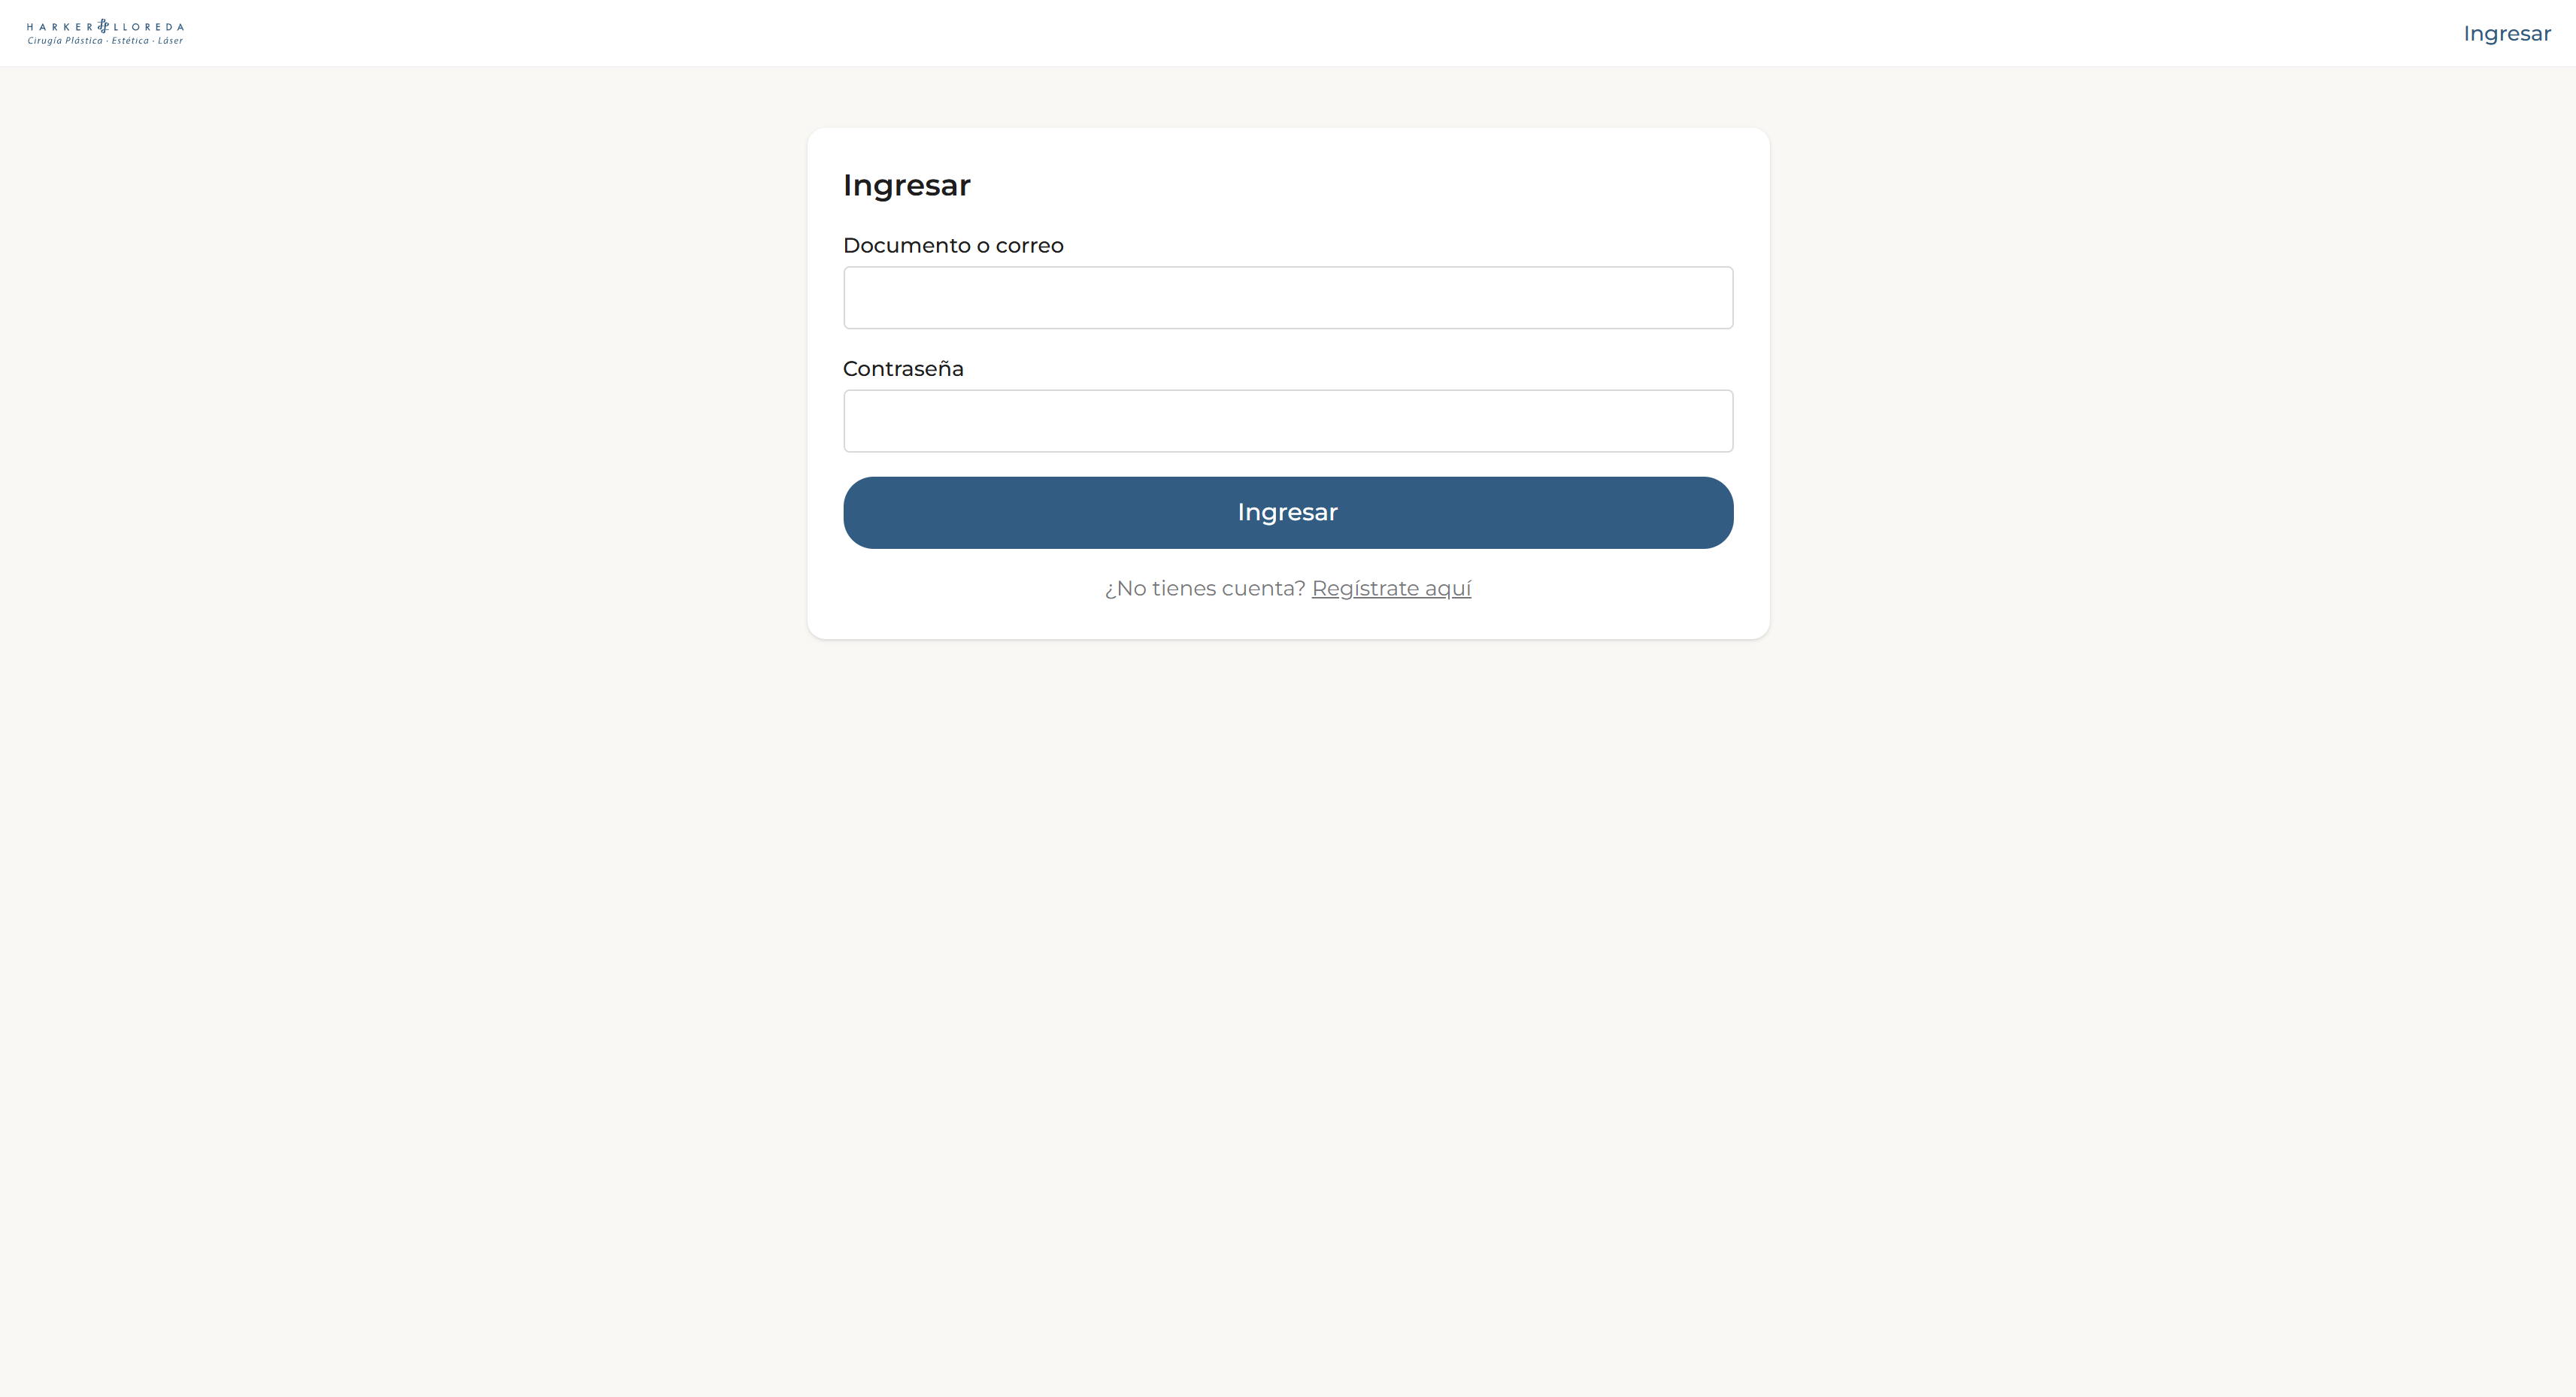 HARKER LLOREDA
Cirugía Plástica · Estética · Láser
Ingresar
Ingresar
Documento o correo
Contraseña
Ingresar
¿No tienes cuenta? Regístrate aquí